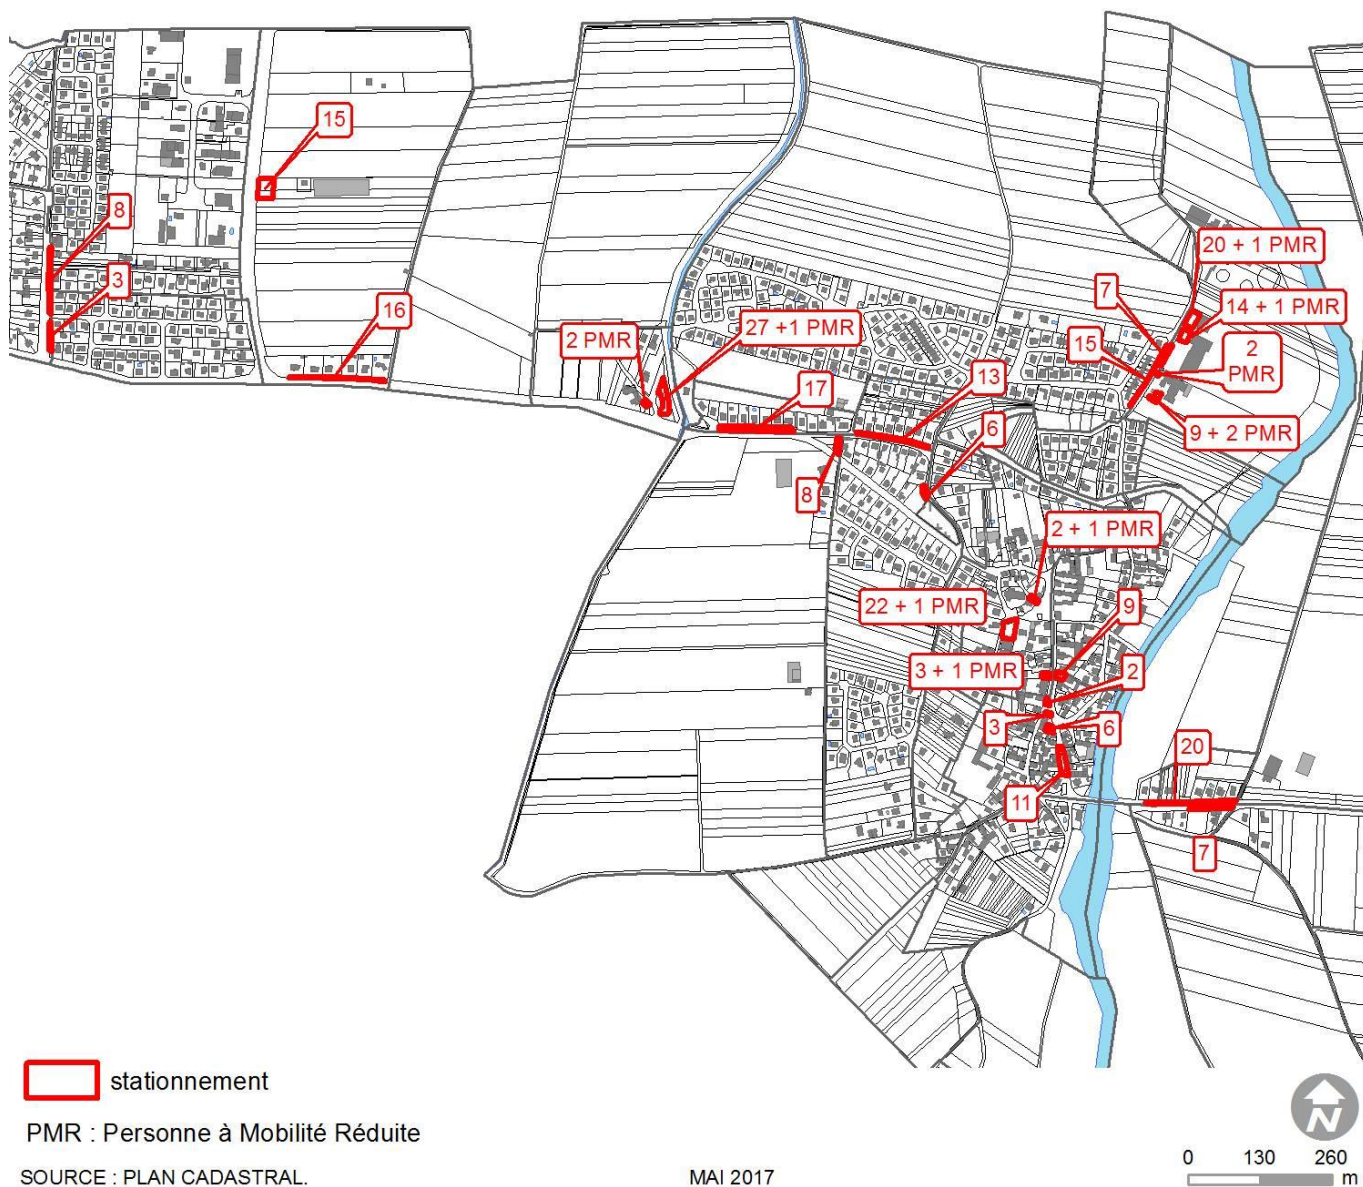 15
8
3
16
20 + 1 PMR
7
14 + 1 PMR
2 PMR
27 +1 PMR
15
2
PMR
17
13
6
9 + 2 PMR
8
2 + 1 PMR
22 + 1 PMR
9
3 + 1 PMR
2
3
6
20
11
7
stationnement
PMR : Personne à Mobilité Réduite
N
0 130 260
m
SOURCE : PLAN CADASTRAL.
MAI 2017